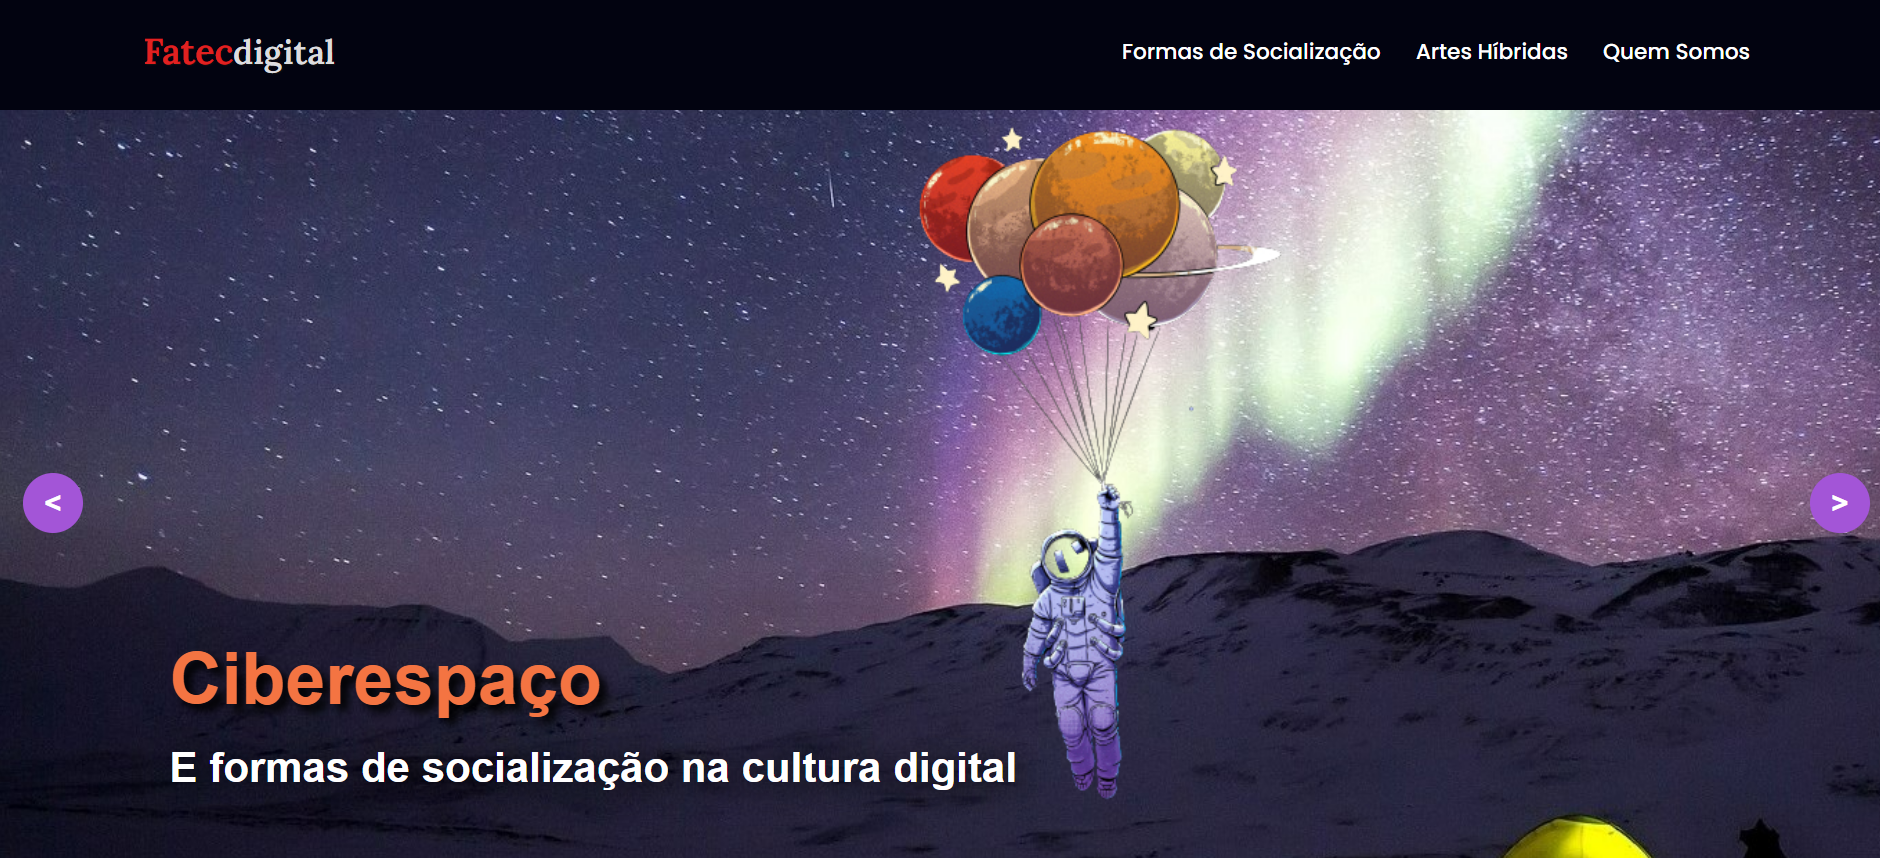 Fatecdigital
Formas de Socialização Artes Híbridas Quem Somos
< >
Ciberespaço
E formas de socialização na cultura digital